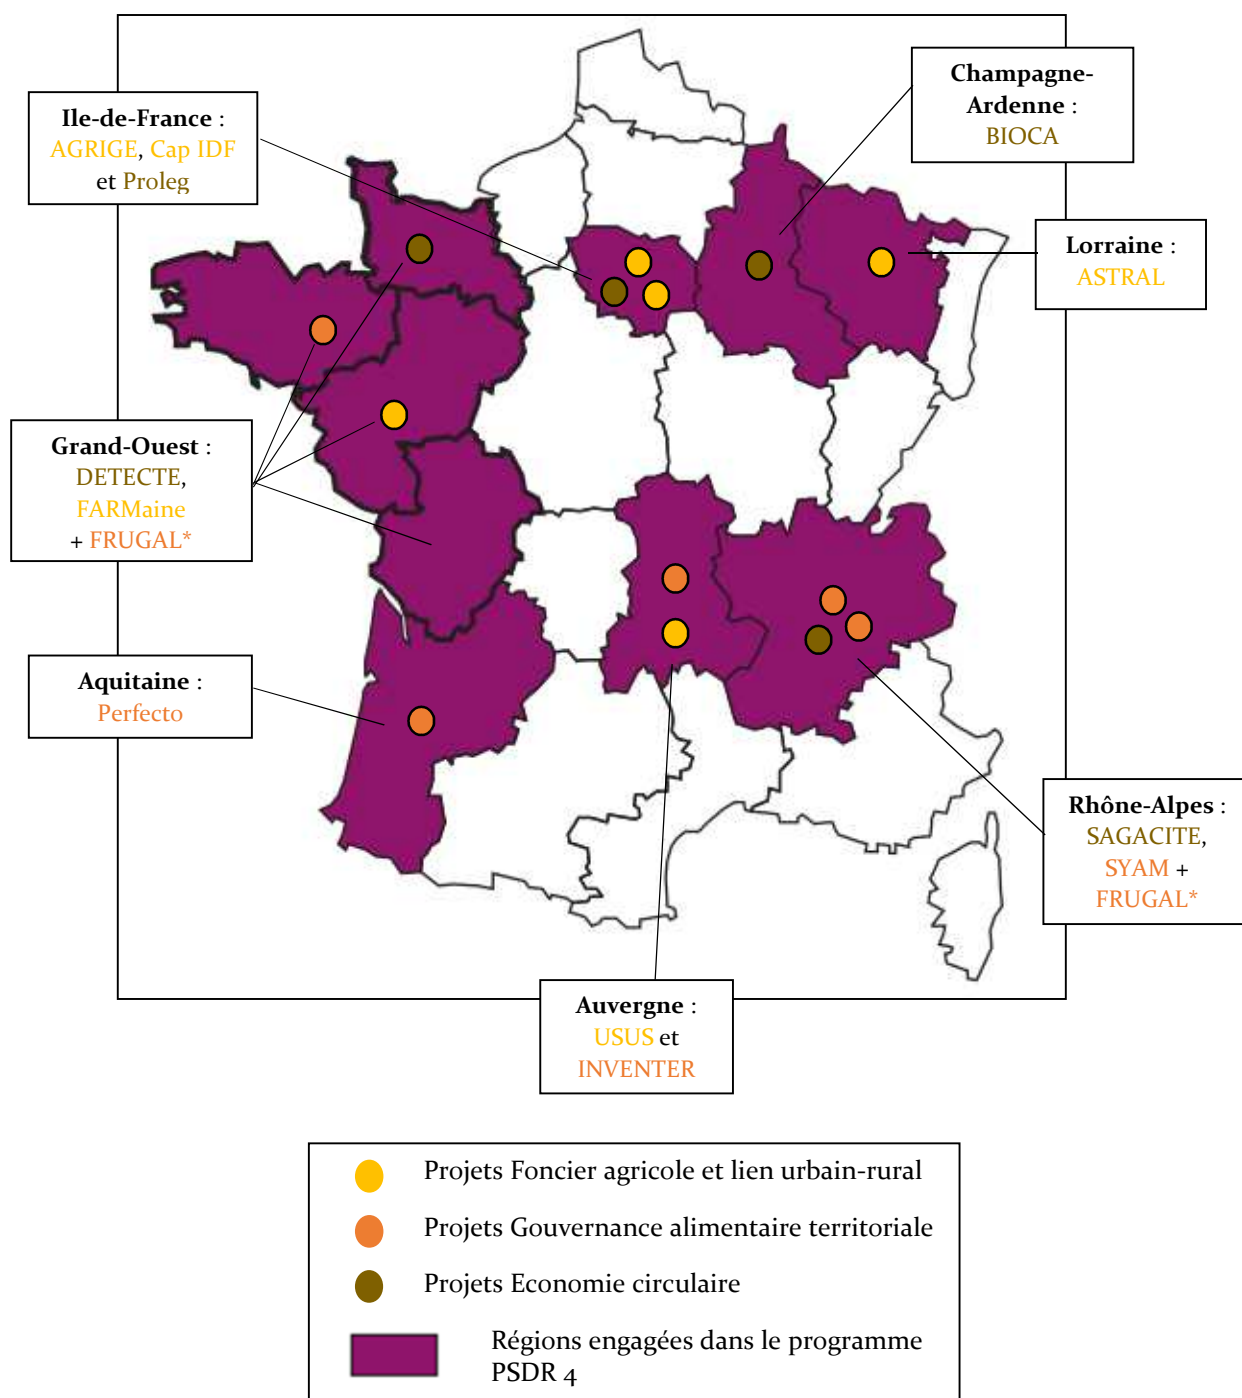 Champagne-
Ardenne :
BIOCA
Ile-de-France :
AGRIGE, Cap IDF
et Proleg
Lorraine :
ASTRAL
Grand-Ouest :
DETECTE,
FARMaine
+ FRUGAL*
Aquitaine :
Perfecto
Rhône-Alpes :
SAGACITE,
SYAM +
FRUGAL*
Auvergne :
USUS et
INVENTER
Projets Foncier agricole et lien urbain-rural
Projets Gouvernance alimentaire territoriale
Projets Economie circulaire
Régions engagées dans le programme
PSDR 4